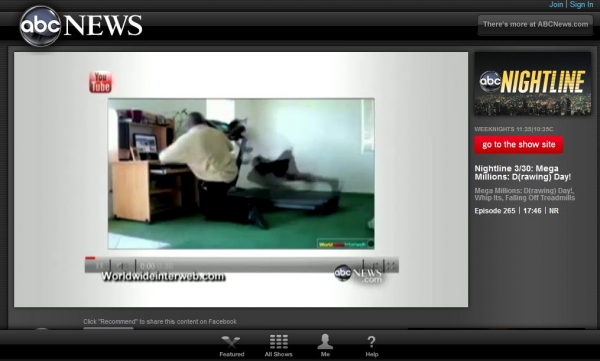 Join | Sign In
abc NEWS
There's more at ABCNews.com
You
Tube
abc NIGHTLINE
WEEKNIGHTS 11:35|10:35C
go to the show site
Nightline 3/30: Mega
Millions: D(rawing) Day!
Mega Millions: D(rawing) Day!,
Whip Its, Falling Off Treadmills
Episode 265 | 17:46 | NR
WorldWideInterweb
0:00
Worldwideinterweb.com
abc NEWS
.com
Click "Recommend" to share this content on Facebook
Featured
All Shows
Me
?
Help